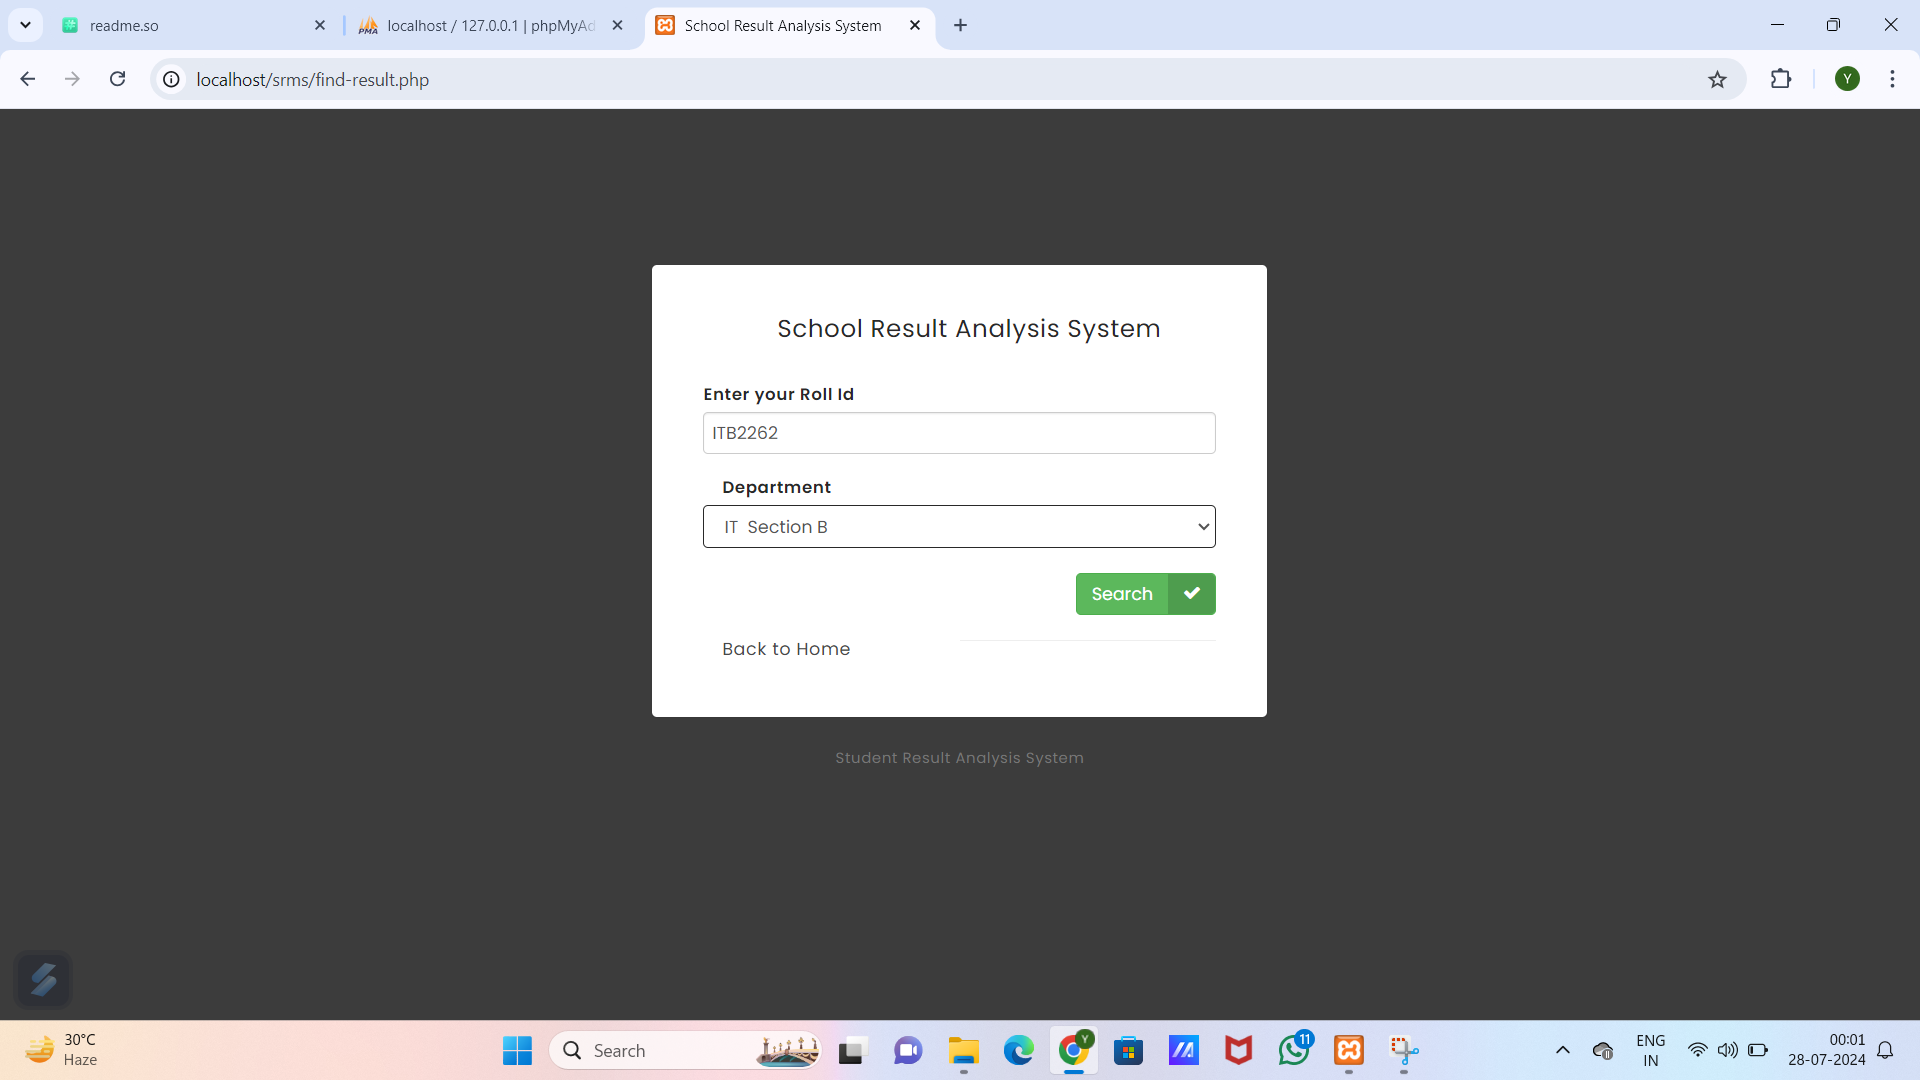 readme.so
localhost / 127.0.0.1 | phpMyAd
School Result Analysis System
localhost/srms/find-result.php
Y
School Result Analysis System
Enter your Roll Id
ITB2262
Department
IT Section B
Search
Back to Home
Student Result Analysis System
30°C
Haze
Search
Y
11
ENG
IN
00:01
28-07-2024